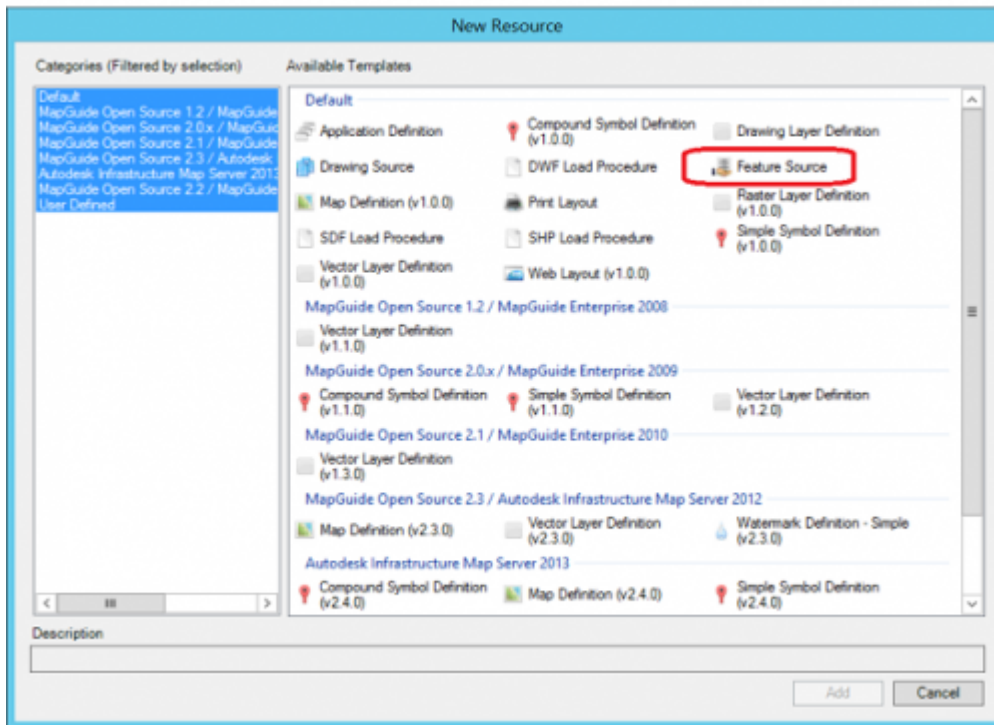 New Resource
Categories (Filtered by selection)
Available Templates
Default
MapGuide Open Source 1.2 / MapGuide
MapGuide Open Source 2.0.x / MapGuid
MapGuide Open Source 2.1 / MapGuide
MapGuide Open Source 2.3 / Autodesk
Autodesk Infrastructure Map Server 2013
MapGuide Open Source 2.2 / MapGuide
User Defined
Default
Application Definition
Compound Symbol Definition
(v1.0.0)
Drawing Layer Definition
Drawing Source
DWF Load Procedure
Feature Source
Map Definition (v1.0.0)
Print Layout
Raster Layer Definition
(v1.0.0)
SDF Load Procedure
SHP Load Procedure
Simple Symbol Definition
(v1.0.0)
Vector Layer Definition
(v1.0.0)
Web Layout (v1.0.0)
MapGuide Open Source 1.2 / MapGuide Enterprise 2008
Vector Layer Definition
(v1.1.0)
MapGuide Open Source 2.0.x / MapGuide Enterprise 2009
Compound Symbol Definition
(v1.1.0)
Simple Symbol Definition
(v1.1.0)
Vector Layer Definition
(v1.2.0)
MapGuide Open Source 2.1 / MapGuide Enterprise 2010
Vector Layer Definition
(v1.3.0)
MapGuide Open Source 2.3 / Autodesk Infrastructure Map Server 2012
Map Definition (v2.3.0)
Vector Layer Definition
(v2.3.0)
Watermark Definition - Simple
(v2.3.0)
Autodesk Infrastructure Map Server 2013
Compound Symbol Definition
(v2.4.0)
Map Definition (v2.4.0)
Simple Symbol Definition
(v2.4.0)
Description
Add
Cancel